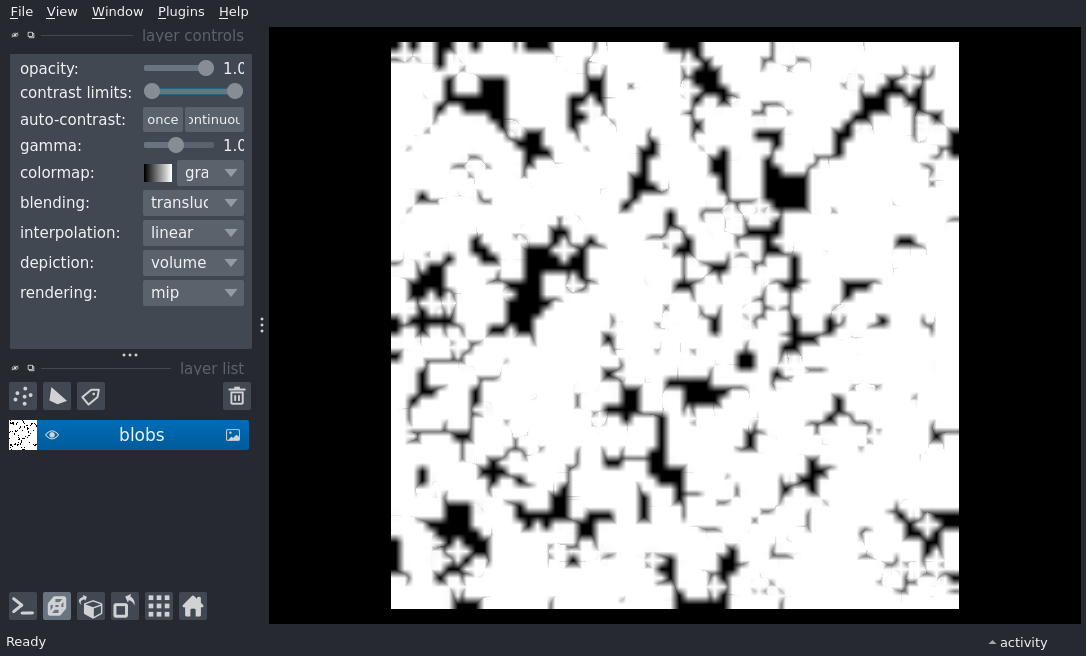 File View Window Plugins Help
layer controls
opacity: 1.0
contrast limits:
auto-contrast: once ontinuou
gamma: 1.0
colormap: gra
blending: transluc
interpolation: linear
depiction: volume
rendering: mip
layer list
blobs
Ready
activity